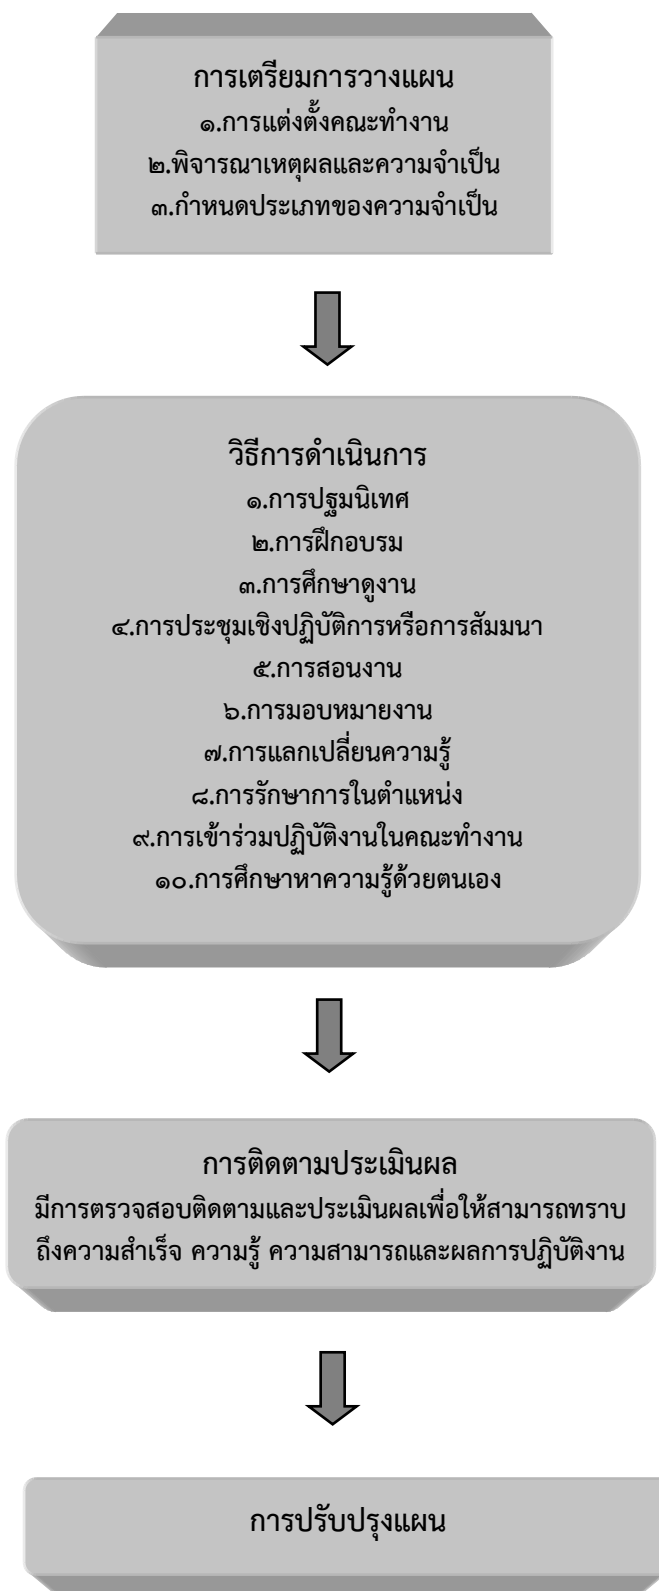 การเตรียมการวางแผน
๑.การแต่งตั้งคณะทำงาน
๒.พิจารณาเหตุผลและความจำเป็น
๓.กำหนดประเภทของความจำเป็น
วิธีการดำเนินการ
๑.การปฐมนิเทศ
๒.การฝึกอบรม
๓.การศึกษาดูงาน
๔.การประชุมเชิงปฏิบัติการหรือการสัมมนา
๕.การสอนงาน
๖.การมอบหมายงาน
๗.การแลกเปลี่ยนความรู้
๘.การรักษาการในตำแหน่ง
๙.การเข้าร่วมปฏิบัติงานในคณะทำงาน
๑๐.การศึกษาหาความรู้ด้วยตนเอง
การติดตามประเมินผล
มีการตรวจสอบติดตามและประเมินผลเพื่อให้สามารถทราบ
ถึงความสำเร็จ ความรู้ ความสามารถและผลการปฏิบัติงาน
การปรับปรุงแผน